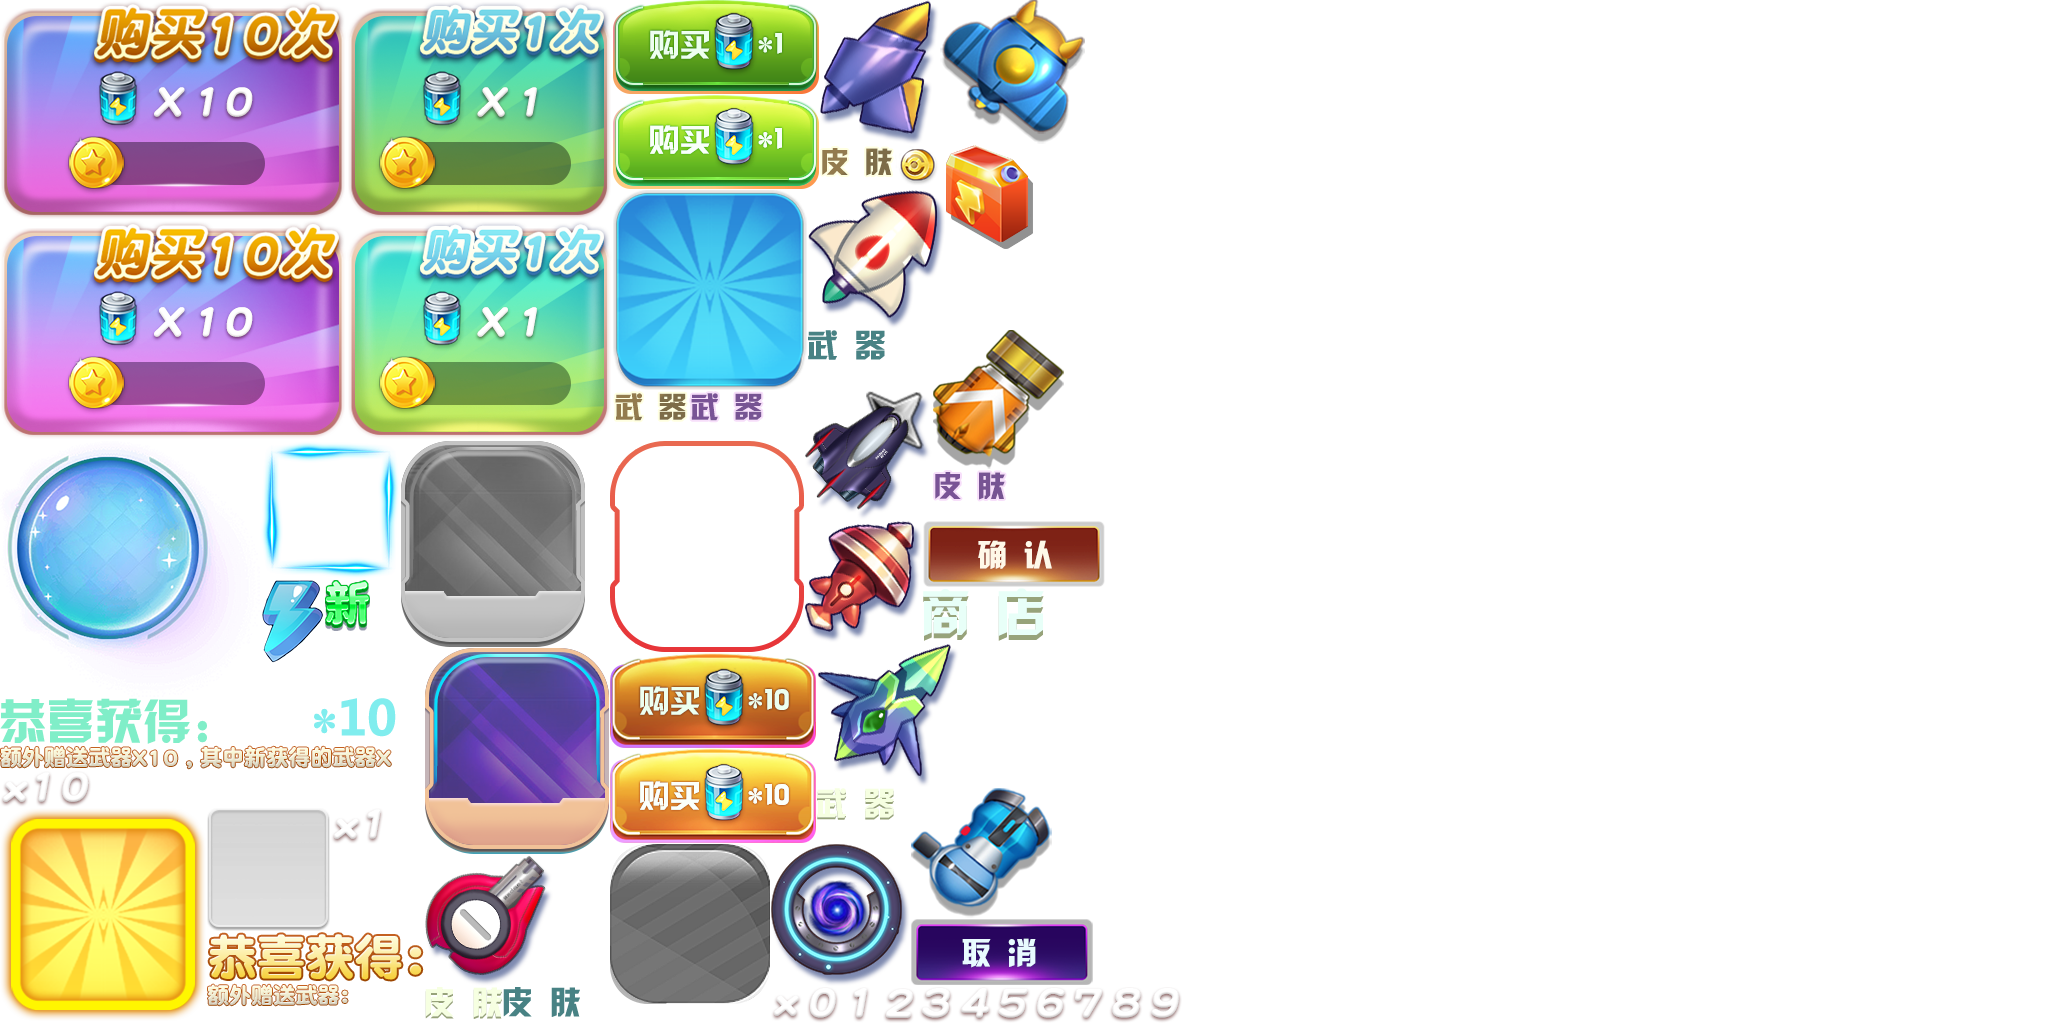 购买10次
X10
购买1次
X1
购买*1
购买*1
皮肤
购买10次
X10
购买1次
X1
武器
武器武器
皮肤
确认
商店
新
恭喜获得：
*10
额外赠送武器X10，其中新获得的武器X
x10
购买*10
购买*10
武器
x1
恭喜获得：
额外赠送武器：
皮肤皮肤
取消
x0123456789